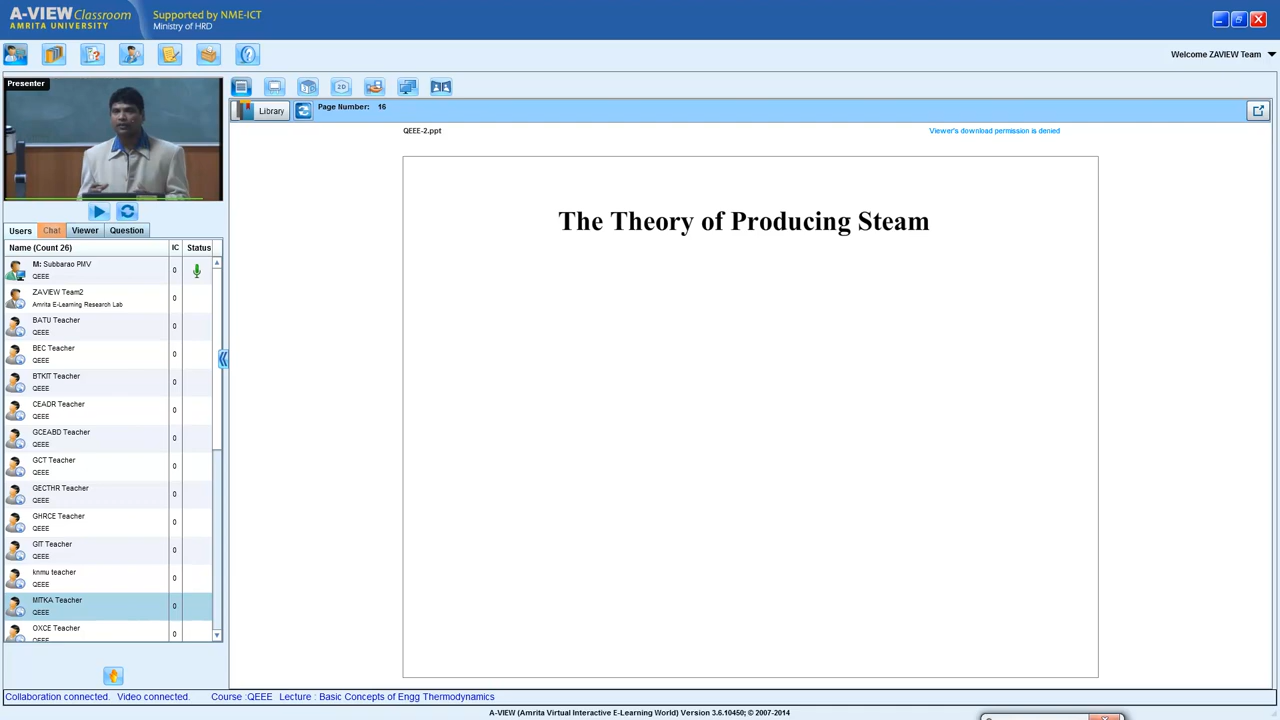 A-VIEW Classroom
AMRITA UNIVERSITY
Supported by NME-ICT
Ministry of HRD
Welcome ZAVIEW Team
Presenter
Library
Page Number: 16
QEEE-2.ppt
Viewer's download permission is denied
The Theory of Producing Steam
2D
Users
Chat
Viewer
Question
Name (Count 26)
IC
Status
M: Subbarao PMV
QEEE
0
ZAVIEW Team2
Amrita E-Learning Research Lab
0
BATU Teacher
QEEE
0
BEC Teacher
QEEE
0
BTKIT Teacher
QEEE
0
CEADR Teacher
QEEE
0
GCEABD Teacher
QEEE
0
GCT Teacher
QEEE
0
GECTHR Teacher
QEEE
0
GHRCE Teacher
QEEE
0
GIT Teacher
QEEE
0
knmu teacher
QEEE
0
MITKA Teacher
QEEE
0
OXCE Teacher
QEEE
0
Collaboration connected. Video connected. Course :QEEE Lecture : Basic Concepts of Engg Thermodynamics
A-VIEW (Amrita Virtual Interactive E-Learning World) Version 3.6.10450; © 2007-2014